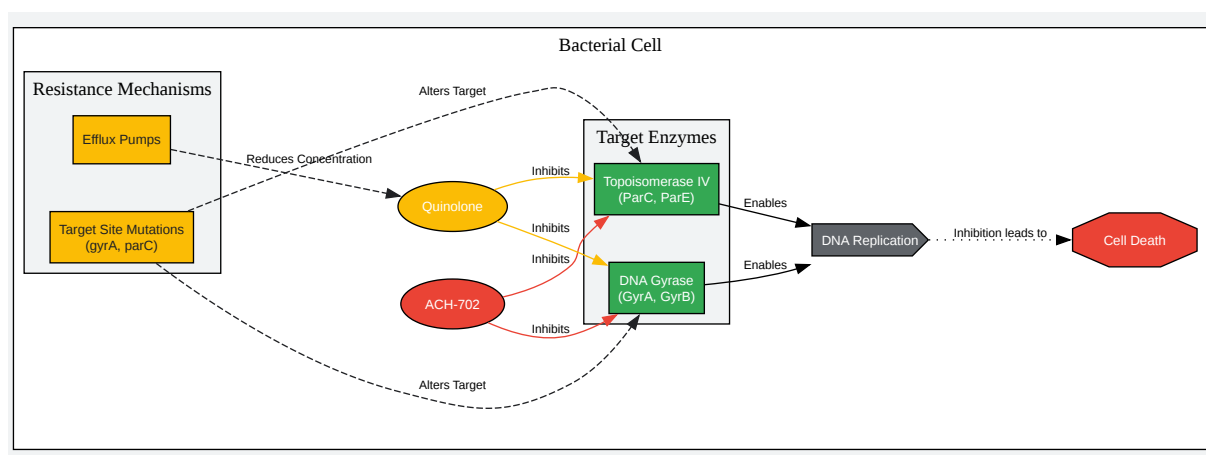 Bacterial Cell
Resistance Mechanisms
Efflux Pumps
Target Site Mutations
(gyrA, parC)
Alters Target
Reduces Concentration
Alters Target
Quinolone
ACH-702
Inhibits
Inhibits
Inhibits
Inhibits
Target Enzymes
Topoisomerase IV
(ParC, ParE)
DNA Gyrase
(GyrA, GyrB)
Enables
Enables
DNA Replication
Inhibition leads to
Cell Death